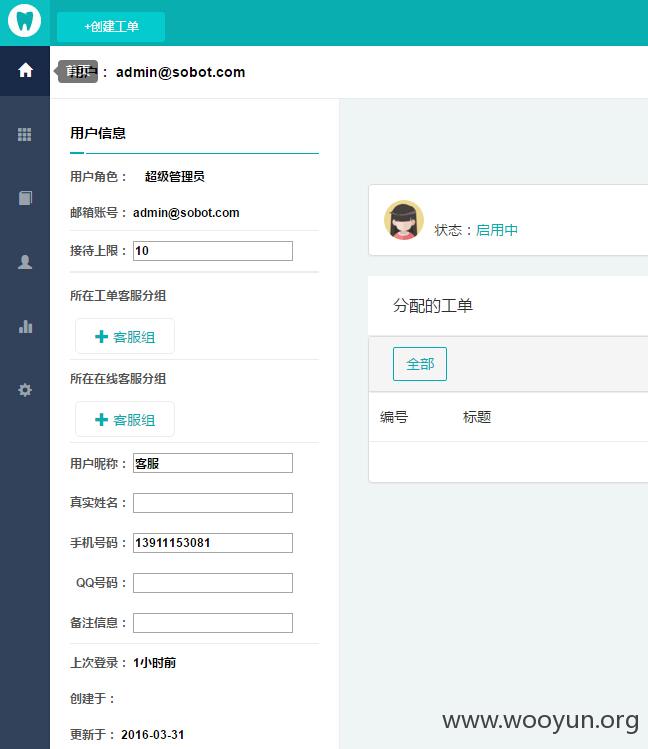 +创建工单
用户： admin@sobot.com
首页
用户信息
用户角色： 超级管理员
邮箱账号： admin@sobot.com
接待上限： 10
所在工单客服分组
客服组
所在在线客服分组
客服组
用户昵称： 客服
真实姓名：
手机号码： 13911153081
QQ号码：
备注信息：
上次登录： 1小时前
创建于：
更新于： 2016-03-31
状态：启用中
分配的工单
全部
编号 标题
www.wooyun.org